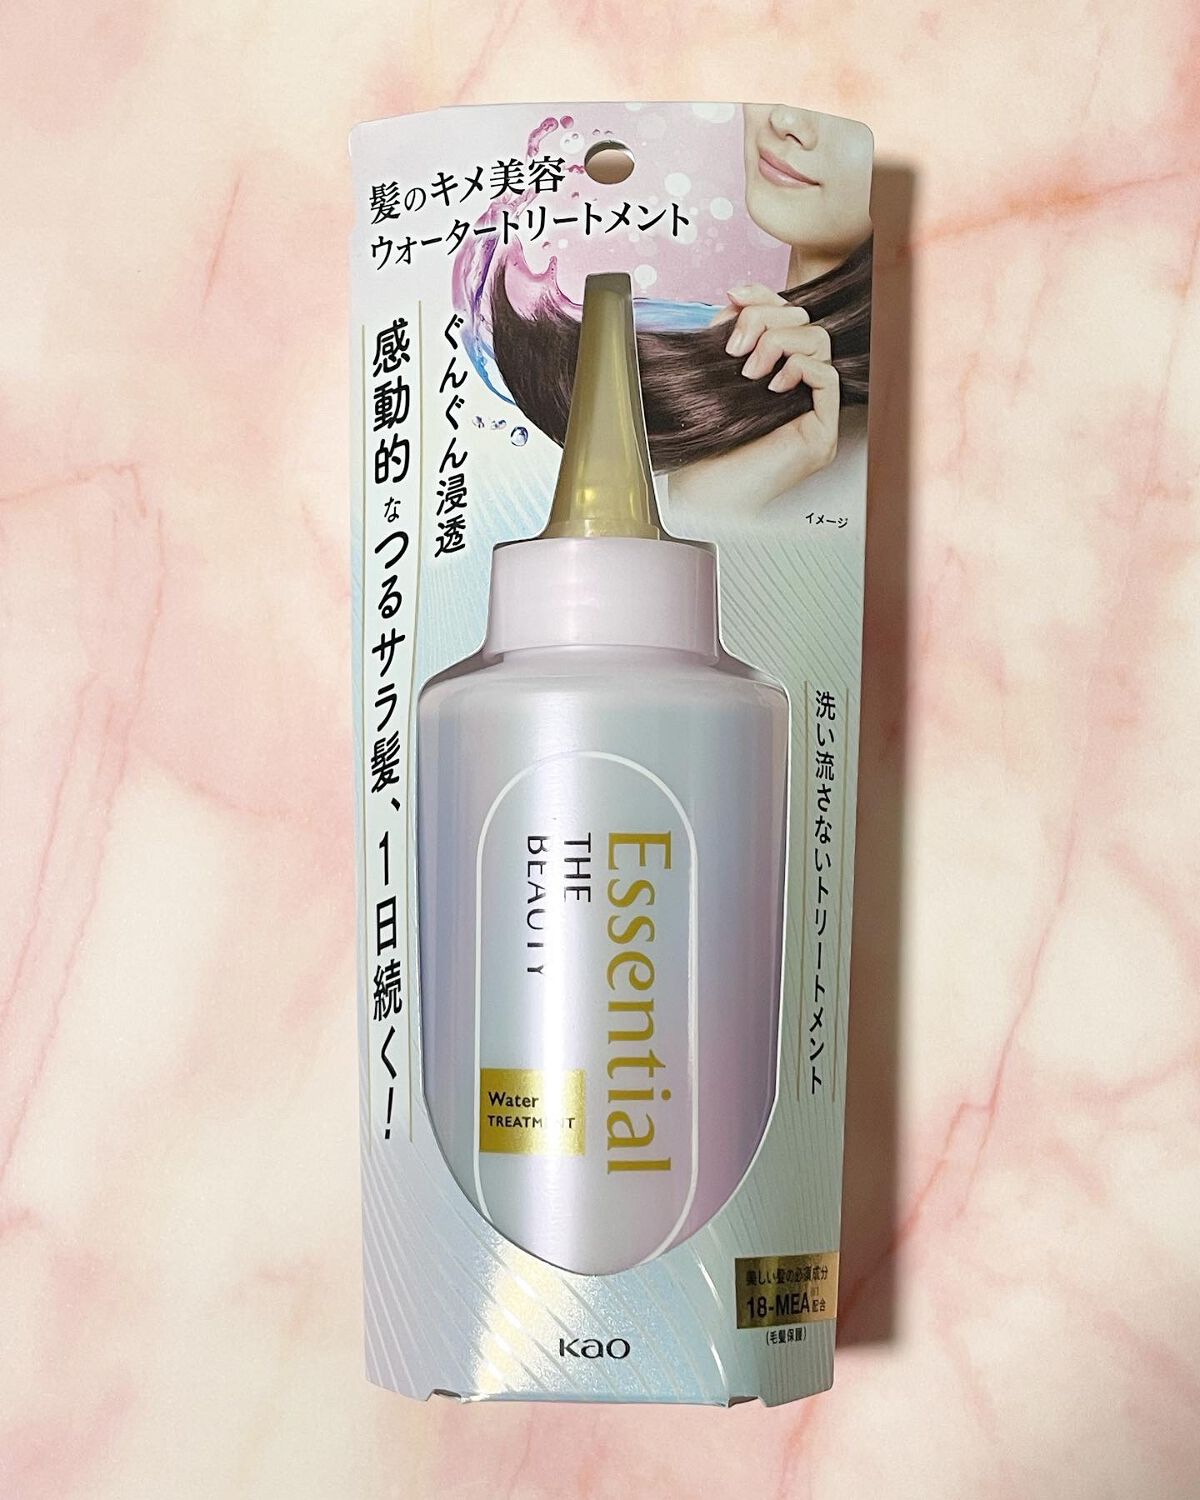 髪のキメ美容
ウォータートリートメント
ぐんぐん浸透
感動的なつるサラ髪、1日続く!
イメージ
洗い流さないトリートメント
Essential
THE
BEAUTY
Water
TREATMENT
美しい髪の必須成分
18-MEA 配合
(毛髪保護)
Kao